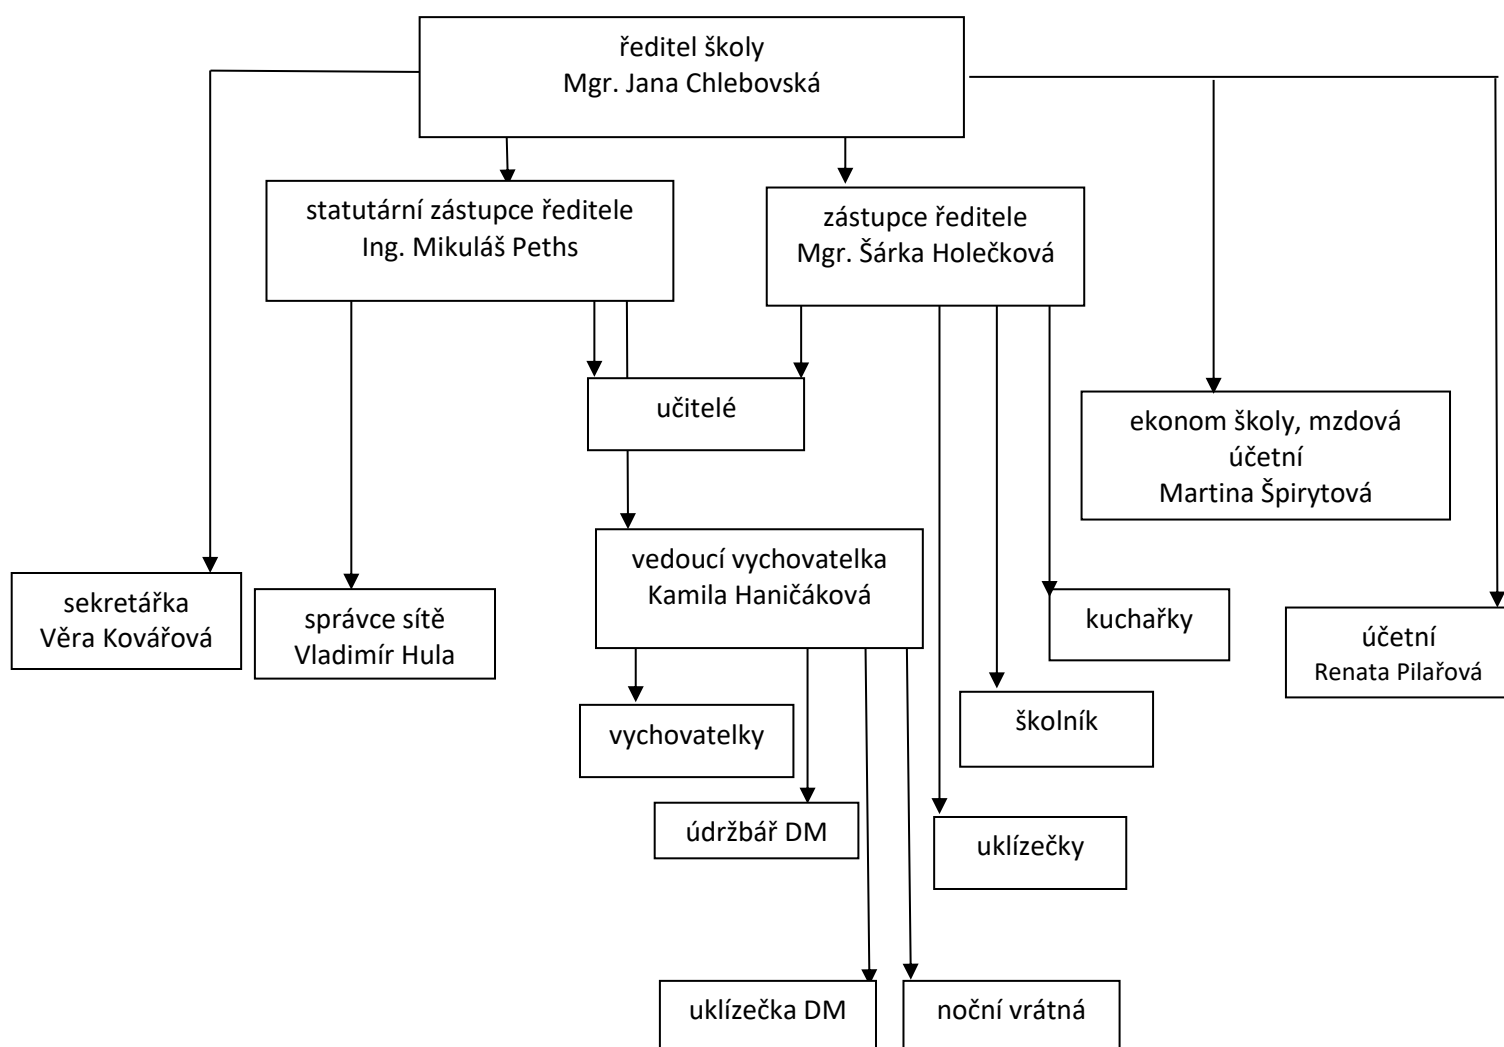 ředitel školy
Mgr. Jana Chlebovská
statutární zástupce ředitele
Ing. Mikuláš Peths
zástupce ředitele
Mgr. Šárka Holečková
učitelé
ekonom školy, mzdová
účetní
Martina Špirytová
vedoucí vychovatelka
Kamila Haničáková
sekretářka
Věra Kovářová
správce sítě
Vladimír Hula
kuchařky
účetní
Renata Pilařová
vychovatelky
školník
údržbář DM
uklízečky
uklízečka DM
noční vrátná